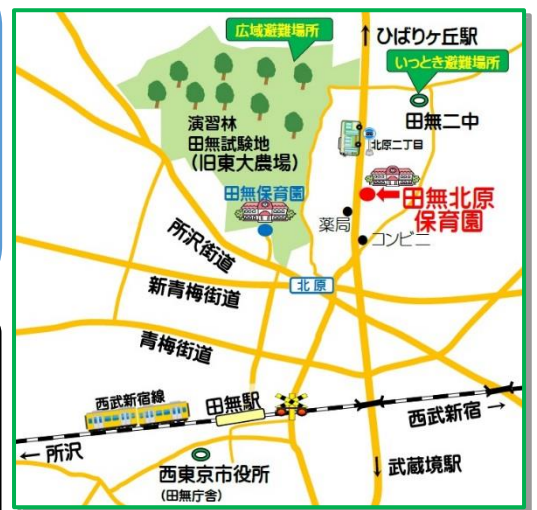 広域避難場所
↑ ひばりヶ丘駅
いっとき避難場所
田無二中
北原二丁目
演習林
田無試験地
(旧東大農場)
田無保育園
←田無北原
保育園
薬局
コンビニ
所沢街道
新青梅街道
北原
青梅街道
西武新宿線
田無駅
西武新宿 →
← 所沢
西東京市役所
(田無庁舎)
↓ 武蔵境駅